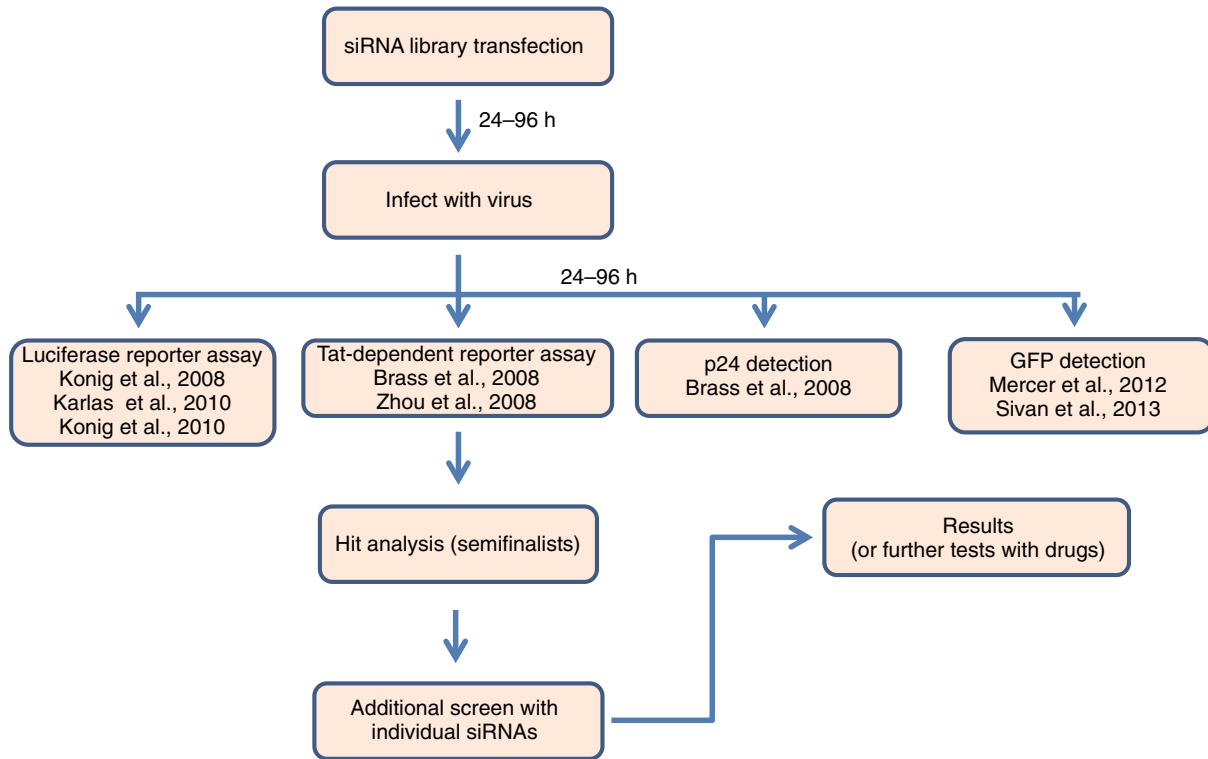 siRNA library transfection
24–96 h
Infect with virus
24–96 h
Luciferase reporter assay
Konig et al., 2008
Karlas et al., 2010
Konig et al., 2010
Tat-dependent reporter assay
Brass et al., 2008
Zhou et al., 2008
p24 detection
Brass et al., 2008
GFP detection
Mercer et al., 2012
Sivan et al., 2013
Hit analysis (semifinalists)
Results
(or further tests with drugs)
Additional screen with
individual siRNAs